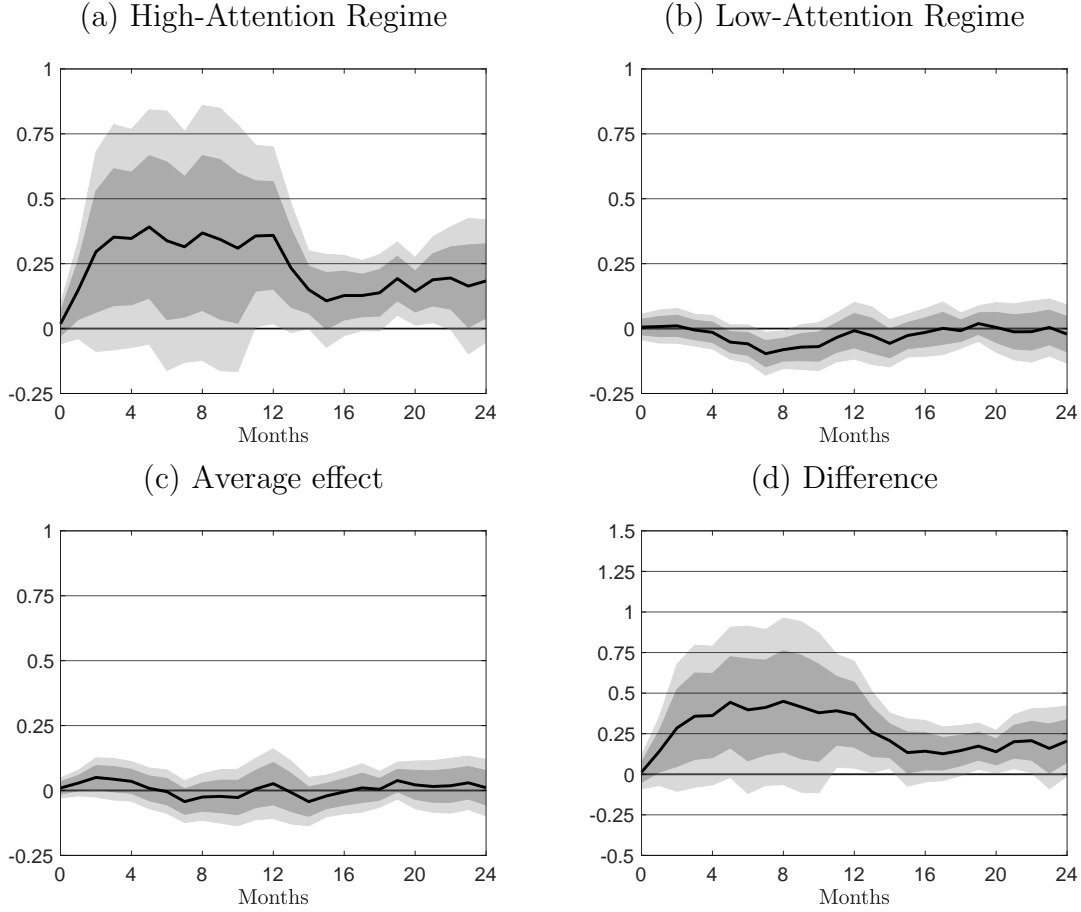 (a) High-Attention Regime
1
0.75
0.5
0.25
0
-0.25
0 4 8 12 16 20 24
Months
(b) Low-Attention Regime
1
0.75
0.5
0.25
0
-0.25
0 4 8 12 16 20 24
Months
(c) Average effect
1
0.75
0.5
0.25
0
-0.25
0 4 8 12 16 20 24
Months
(d) Difference
1.5
1.25
1
0.75
0.5
0.25
0
-0.25
-0.5
0 4 8 12 16 20 24
Months